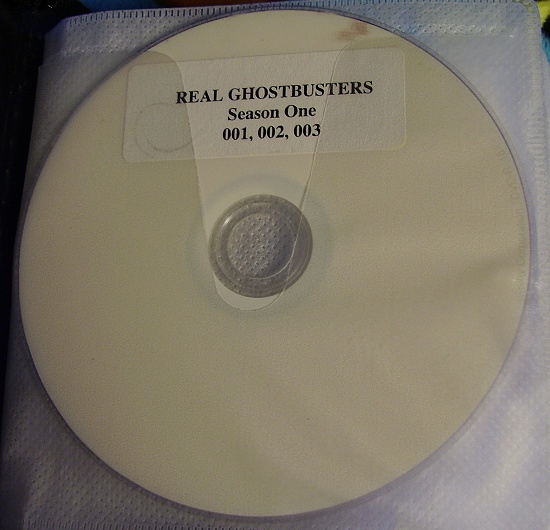 REAL GHOSTBUSTERS
Season One
001, 002, 003